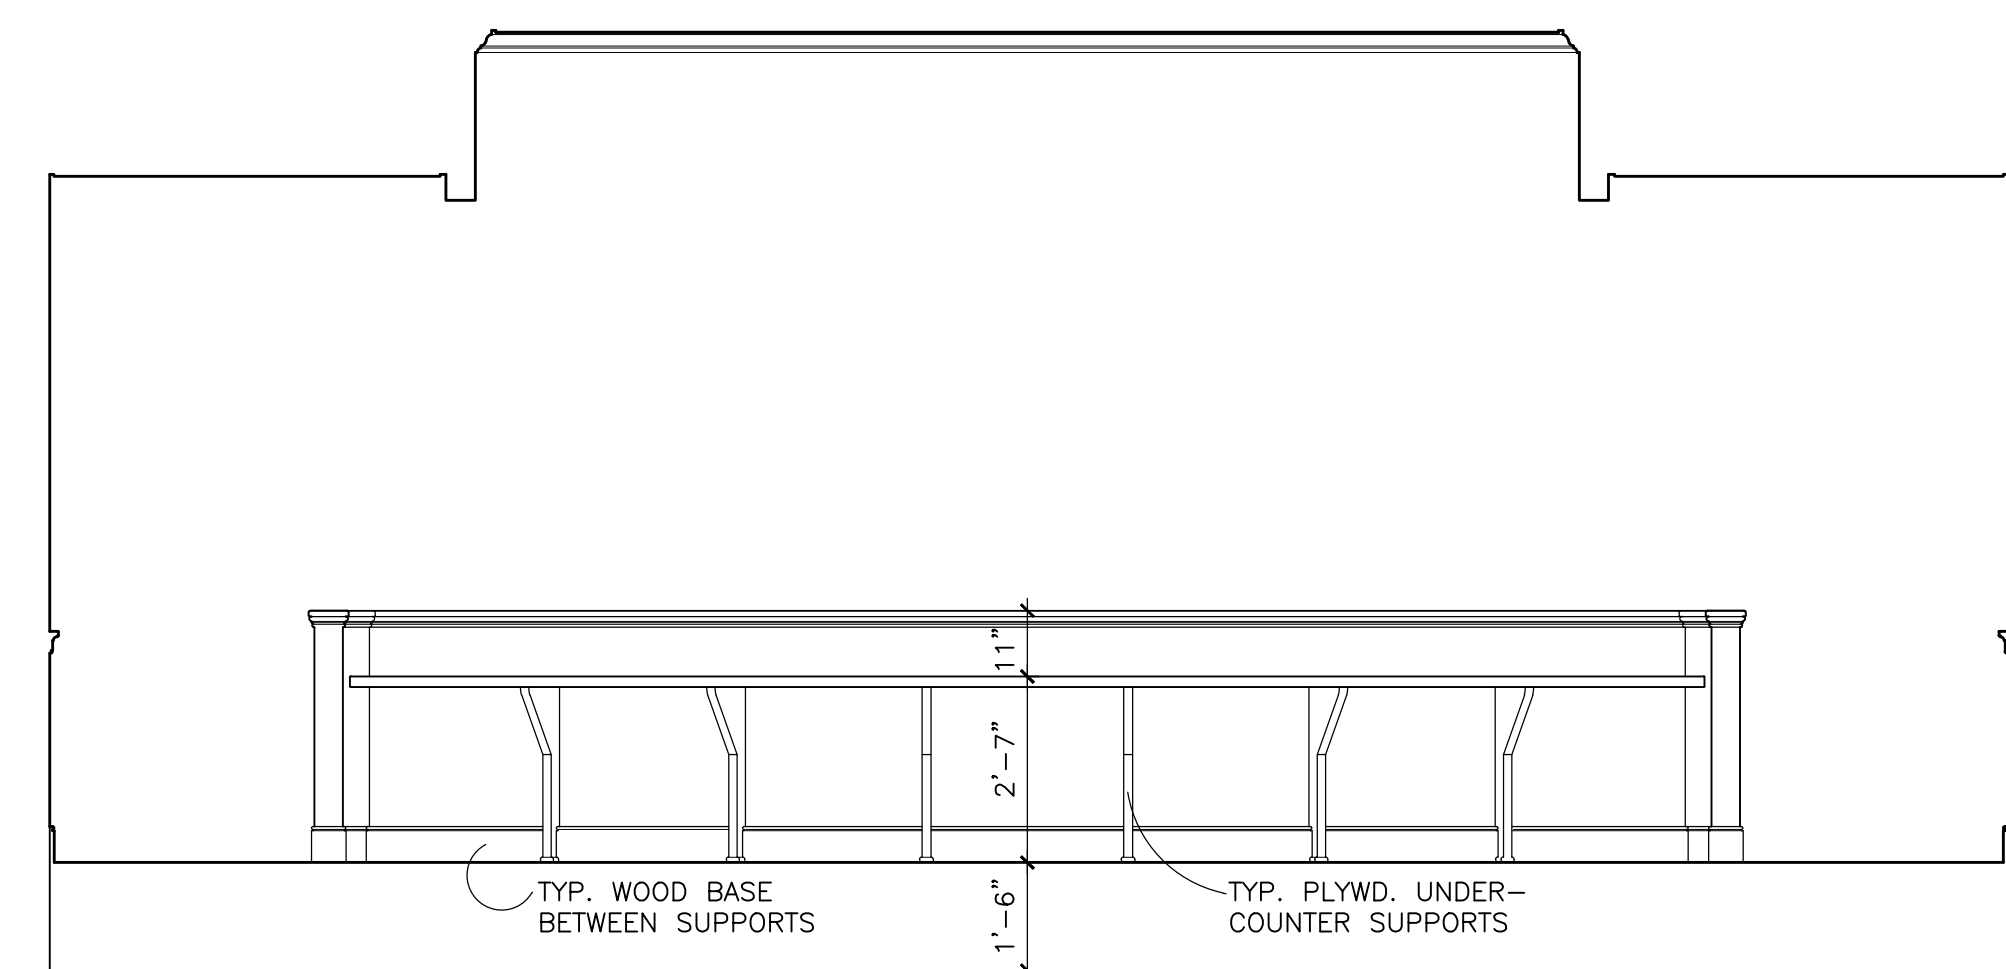 11"
2'-7"
1'-6"
TYP. WOOD BASE
BETWEEN SUPPORTS
TYP. PLYWD. UNDER-
COUNTER SUPPORTS